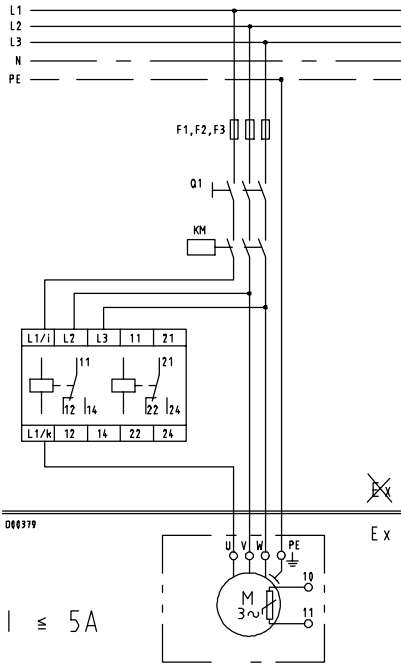 L1
L2
L3
N
PE
F1,F2,F3
Q1
KM
L1/i L2 L3 11 21
11 21
12 14 22 24
L1/k 12 14 22 24
Ex
000379
Ex
U V W PE
10
M
3~
11
I ≤ 5A